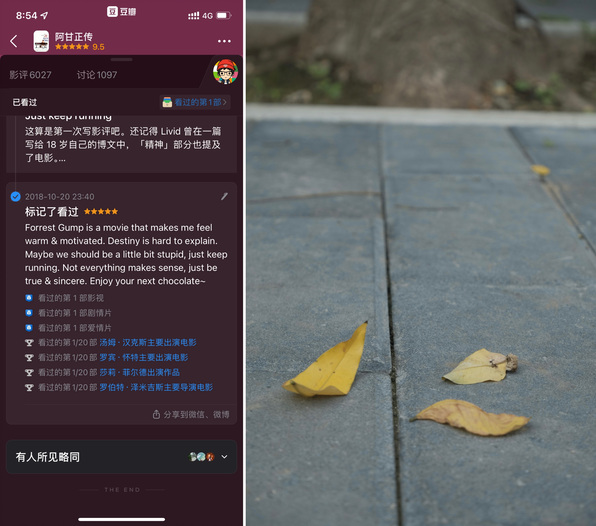 8:54
豆 豆瓣
4G
阿甘正传
9.5
影评6027
讨论1097
已看过
看过的第1部
Just keep running
这算是第一次写影评吧。还记得 Livid 曾在一篇
写给 18 岁自己的博文中，「精神」部分也提及
了电影。...
2018-10-20 23:40
标记了看过
Forrest Gump is a movie that makes me feel
warm & motivated. Destiny is hard to explain.
Maybe we should be a little bit stupid, just keep
running. Not everything makes sense, just be
true & sincere. Enjoy your next chocolate~
看过的第 1 部影视
看过的第 1 部剧情片
看过的第 1 部爱情片
看过的第 1/20 部 汤姆·汉克斯主要出演电影
看过的第 1/20 部 罗宾·怀特主要出演电影
看过的第 1/20 部 莎莉·菲尔德出演作品
看过的第 1/20 部 罗伯特·泽米吉斯主要导演电影
分享到微信、微博
有人所见略同
THE END